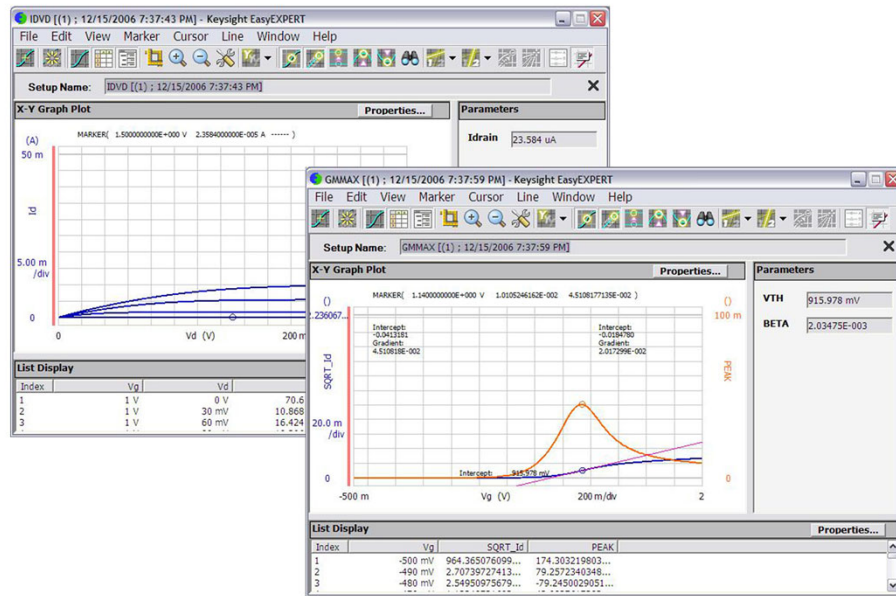 IDVD [(1) ; 12/15/2006 7:37:43 PM] - Keysight EasyEXPERT
File Edit View Marker Cursor Line Window Help
Setup Name: IDVD [(1) ; 12/15/2006 7:37:43 PM]
X-Y Graph Plot Properties... Parameters
MARKER( 1.5000000000E+000 V 2.3584000000E-005 A ------ )
Idrain 23.584 uA
(A)
50 m
Id
5.00 m
/div
0
0 Vd (V) 200 m
List Display
Index Vg Vd
1 1 V 0 V 70.6
2 1 V 30 mV 10.868
3 1 V 60 mV 16.424
GMMAX [(1) ; 12/15/2006 7:37:59 PM] - Keysight EasyEXPERT
File Edit View Marker Cursor Line Window Help
Setup Name: GMMAX [(1) ; 12/15/2006 7:37:59 PM]
X-Y Graph Plot Properties... Parameters
MARKER( 1.1400000000E+000 V 1.0105246162E-002 4.5108177135E-002 )
VTH 915.978 mV
BETA 2.03475E-003
() ()
2.236067... 100 m
Intercept: Intercept:
-0.0413181 -0.0184780
Gradient: Gradient:
4.510818E-002 2.017299E-002
SQRT_Id PEAK
20.0 m
/div
Intercept: 915.978 mV
0 0
-500 m Vg (V) 200 m/div 2
List Display Properties...
Index Vg SQRT_Id PEAK
1 -500 mV 964.365076099... 174.303219803...
2 -490 mV 2.70739727413... 79.2572340348...
3 -480 mV 2.54950975679... -79.2450029051...